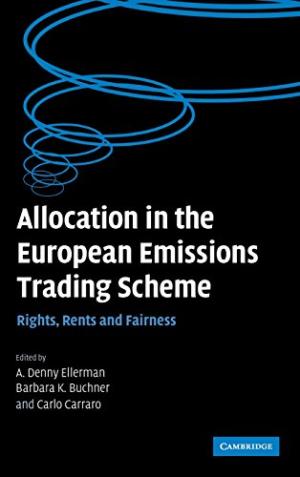 Allocation in the
European Emissions
Trading Scheme
Rights, Rents and Fairness
Edited by
A. Denny Ellerman
Barbara K. Buchner
and Carlo Carraro
CAMBRIDGE